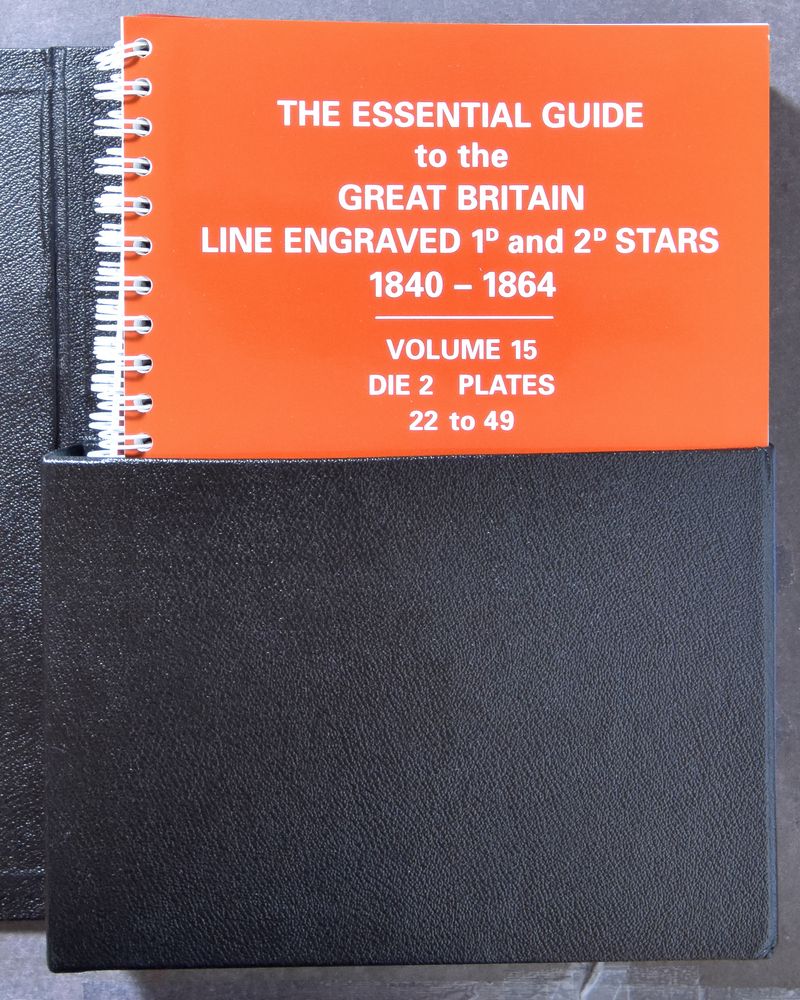 THE ESSENTIAL GUIDE
to the
GREAT BRITAIN
LINE ENGRAVED 1ᴰ and 2ᴰ STARS
1840 – 1864
VOLUME 15
DIE 2 PLATES
22 to 49